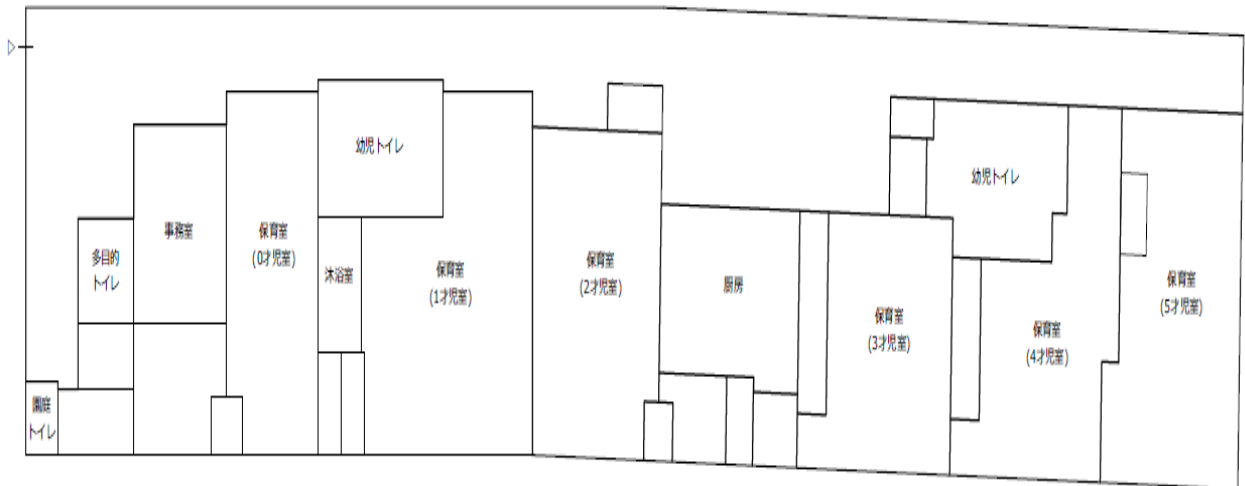 幼児トイレ
幼児トイレ
事務室
保育室
(0才児室)
多目的
トイレ
沐浴室
保育室
(1才児室)
保育室
(2才児室)
厨房
保育室
(3才児室)
保育室
(4才児室)
保育室
(5才児室)
園庭
トイレ